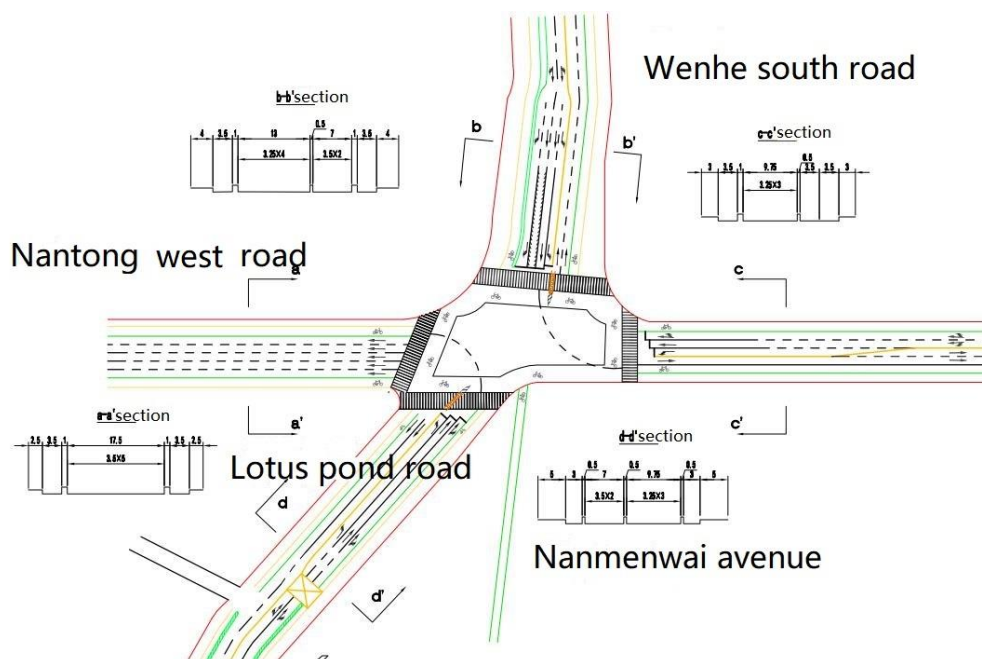 Wenhe south road
b-b'section
0.5
4 3.5 1 13 7 1 3.5 4
3.25X4 3.5X2
c-c'section
0.5
3 3.5 1 9.75 3.5 3.5 3
3.25X3
b
b'
Nantong west road
a
c
a-a'section
2.5 3.5 1 17.5 1 3.5 2.5
3.5X5
a'
c'
Lotus pond road
d-d'section
0.5 0.5 0.5
5 3 7 9.75 3 5
3.5X2 3.25X3
d
Nanmenwai avenue
d'